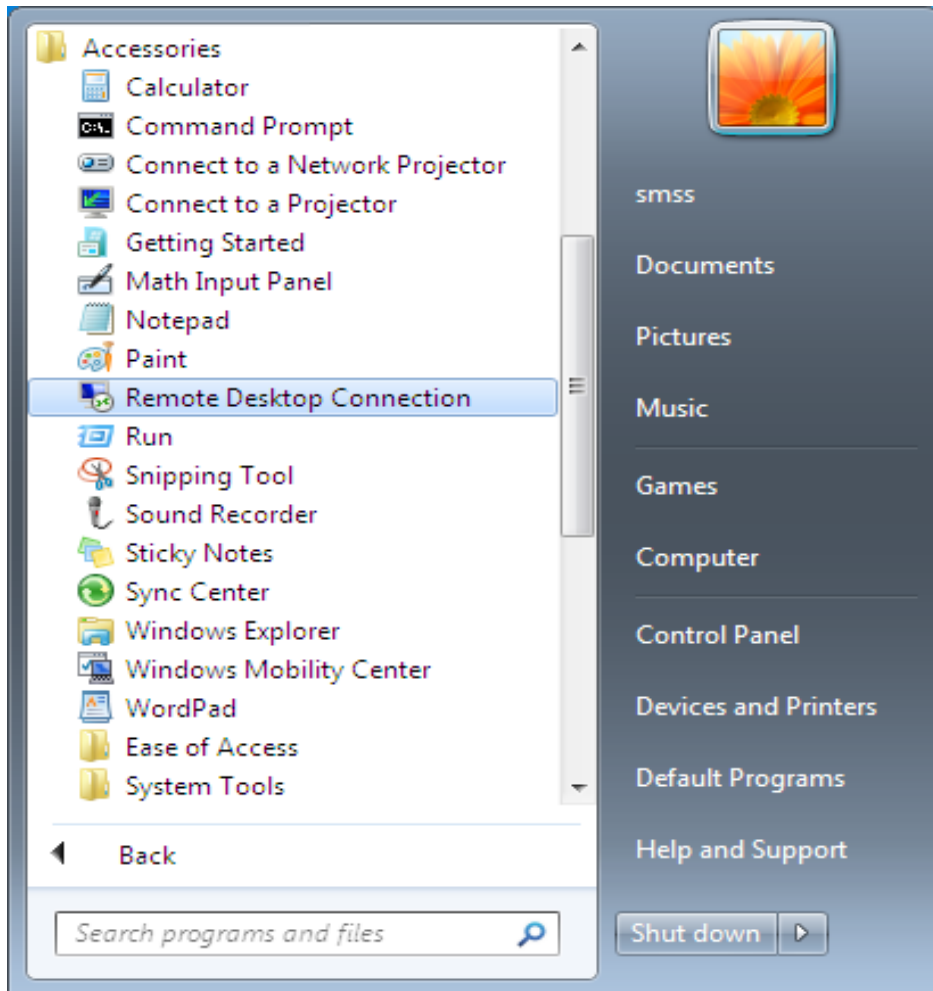 Accessories
Calculator
Command Prompt
Connect to a Network Projector
Connect to a Projector
Getting Started
Math Input Panel
Notepad
Paint
Remote Desktop Connection
Run
Snipping Tool
Sound Recorder
Sticky Notes
Sync Center
Windows Explorer
Windows Mobility Center
WordPad
Ease of Access
System Tools
Back
Search programs and files
smss
Documents
Pictures
Music
Games
Computer
Control Panel
Devices and Printers
Default Programs
Help and Support
Shut down